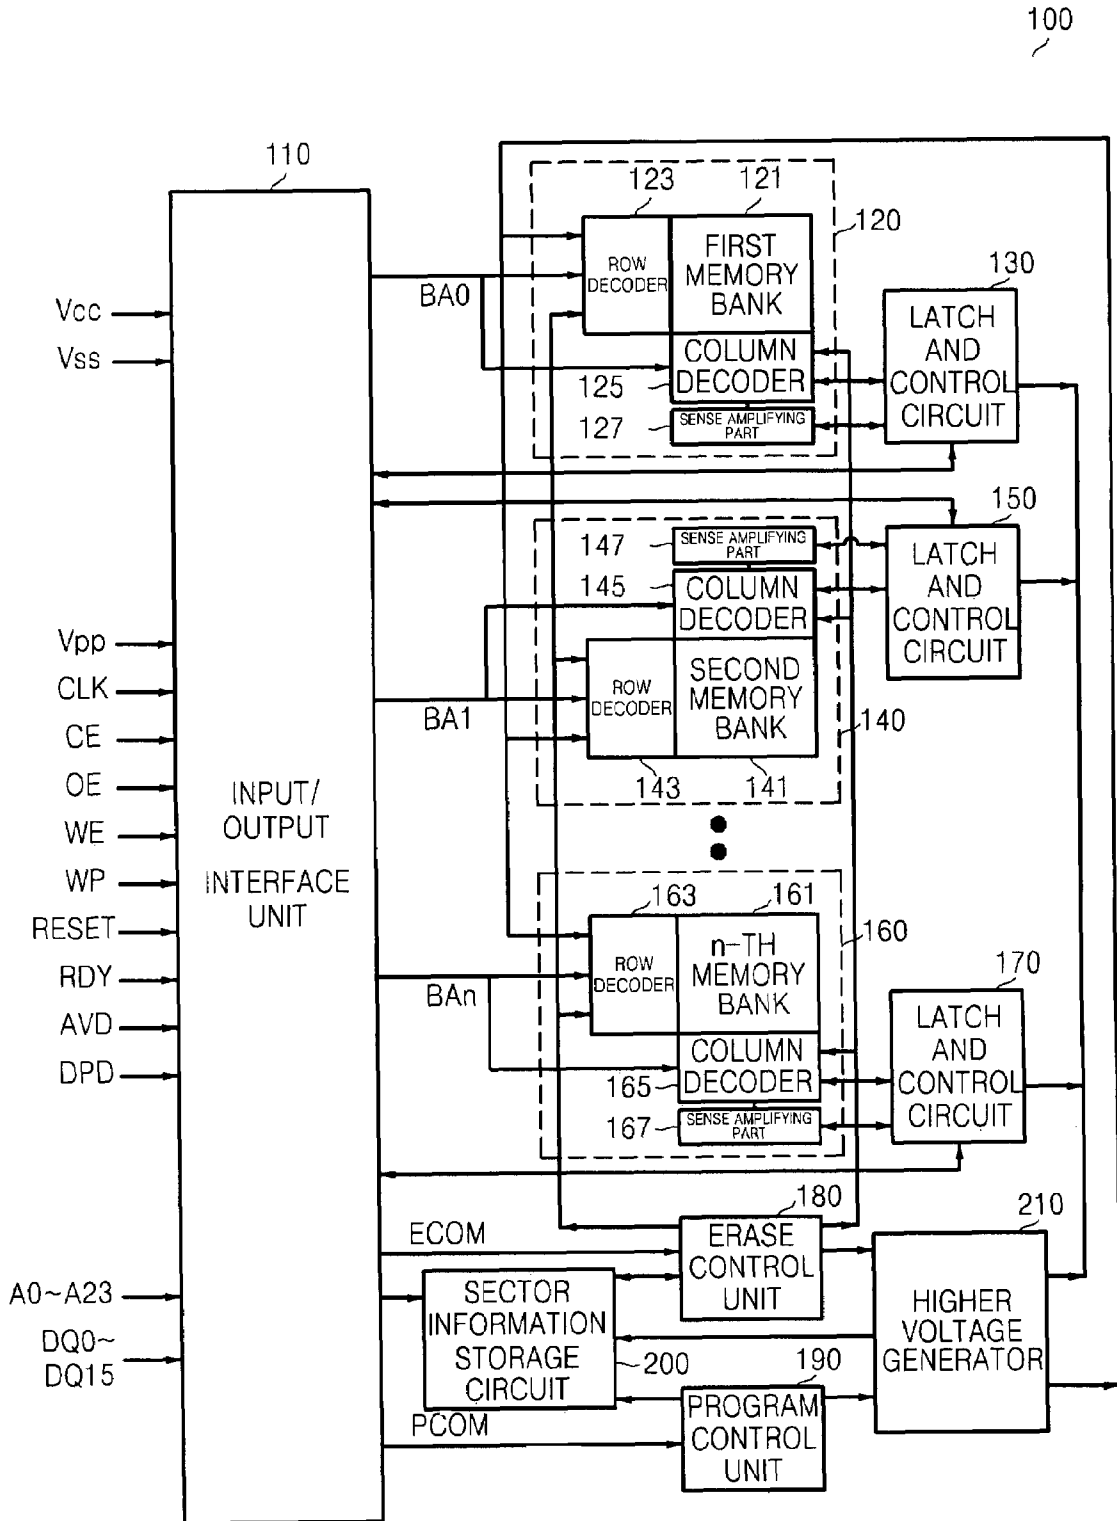 100
110
123
121
120
FIRST
MEMORY
BANK
ROW
DECODER
BA0
130
LATCH
AND
CONTROL
CIRCUIT
Vcc
Vss
COLUMN
DECODER
125
127
SENSE AMPLIFYING
PART
150
147
SENSE AMPLIFYING
PART
145
COLUMN
DECODER
LATCH
AND
CONTROL
CIRCUIT
Vpp
CLK
CE
OE
WE
WP
RESET
RDY
AVD
DPD
ROW
DECODER
SECOND
MEMORY
BANK
BA1
140
143
141
INPUT/
OUTPUT
INTERFACE
UNIT
163
161
160
ROW
DECODER
n-TH
MEMORY
BANK
BAn
170
LATCH
AND
CONTROL
CIRCUIT
COLUMN
DECODER
165
167
SENSE AMPLIFYING
PART
180
210
ECOM
ERASE
CONTROL
UNIT
A0~A23
DQ0~
DQ15
SECTOR
INFORMATION
STORAGE
CIRCUIT
200
HIGHER
VOLTAGE
GENERATOR
190
PCOM
PROGRAM
CONTROL
UNIT